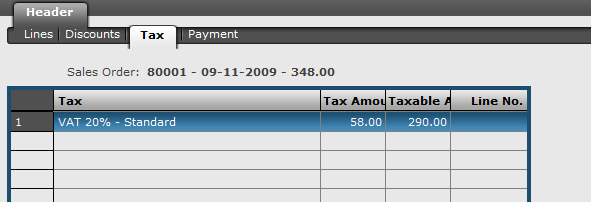 Header
Lines Discounts Tax Payment
Sales Order: 80001 - 09-11-2009 - 348.00
Tax Tax Amou Taxable A Line No.
1 VAT 20% - Standard 58.00 290.00